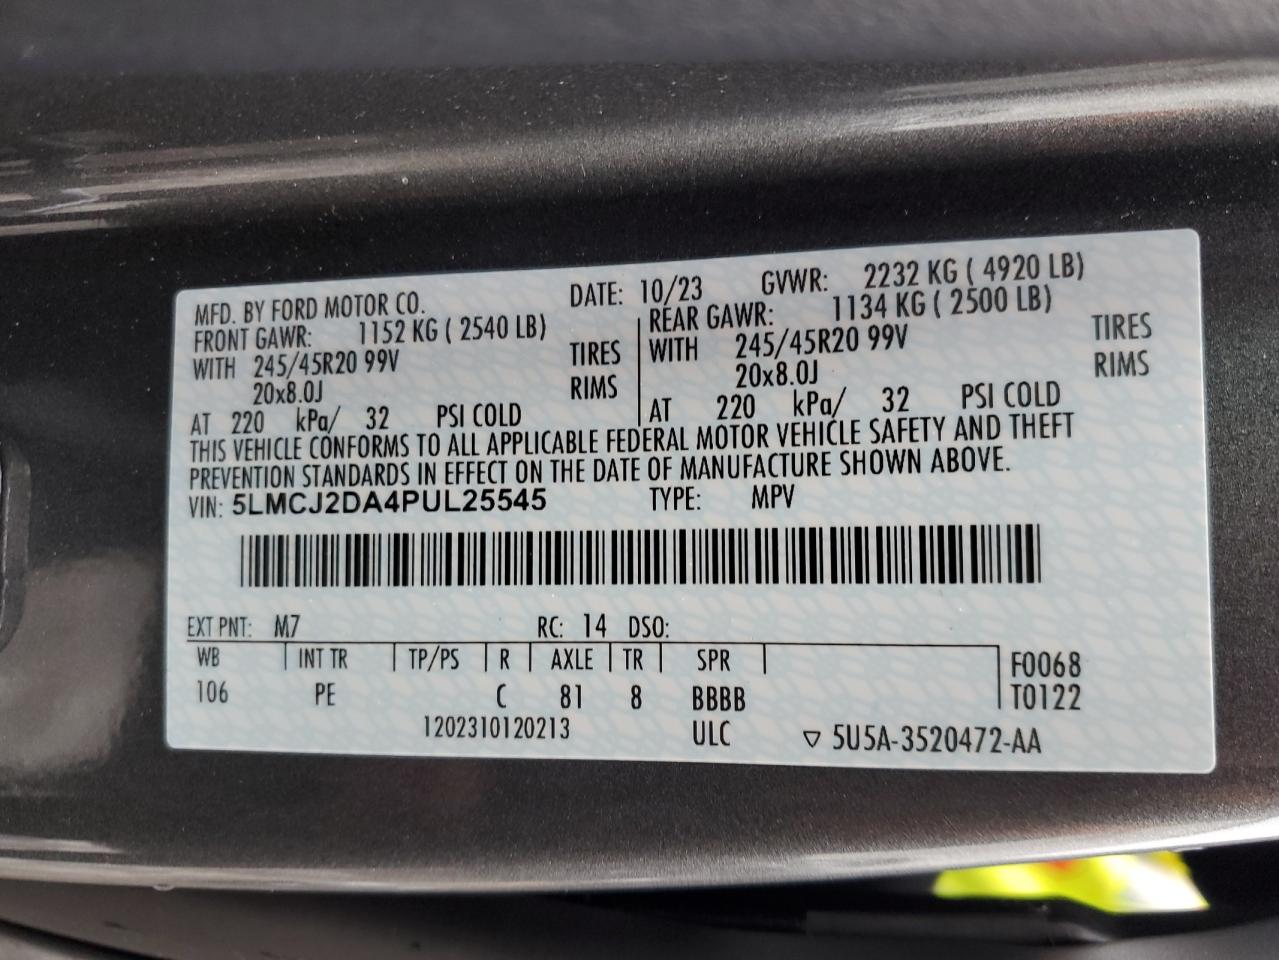 MFD. BY FORD MOTOR CO. DATE: 10/23 GVWR: 2232 KG ( 4920 LB)
FRONT GAWR: 1152 KG ( 2540 LB) REAR GAWR: 1134 KG ( 2500 LB)
WITH 245/45R20 99V TIRES WITH 245/45R20 99V TIRES
20x8.0J RIMS 20x8.0J RIMS
AT 220 kPa/ 32 PSI COLD AT 220 kPa/ 32 PSI COLD
THIS VEHICLE CONFORMS TO ALL APPLICABLE FEDERAL MOTOR VEHICLE SAFETY AND THEFT
PREVENTION STANDARDS IN EFFECT ON THE DATE OF MANUFACTURE SHOWN ABOVE.
VIN: 5LMCJ2DA4PUL25545 TYPE: MPV
EXT PNT: M7 RC: 14 DSO:
WB INT TR TP/PS R AXLE TR SPR F0068
106 PE C 81 8 BBBB T0122
1202310120213 ULC ▽ 5U5A-3520472-AA